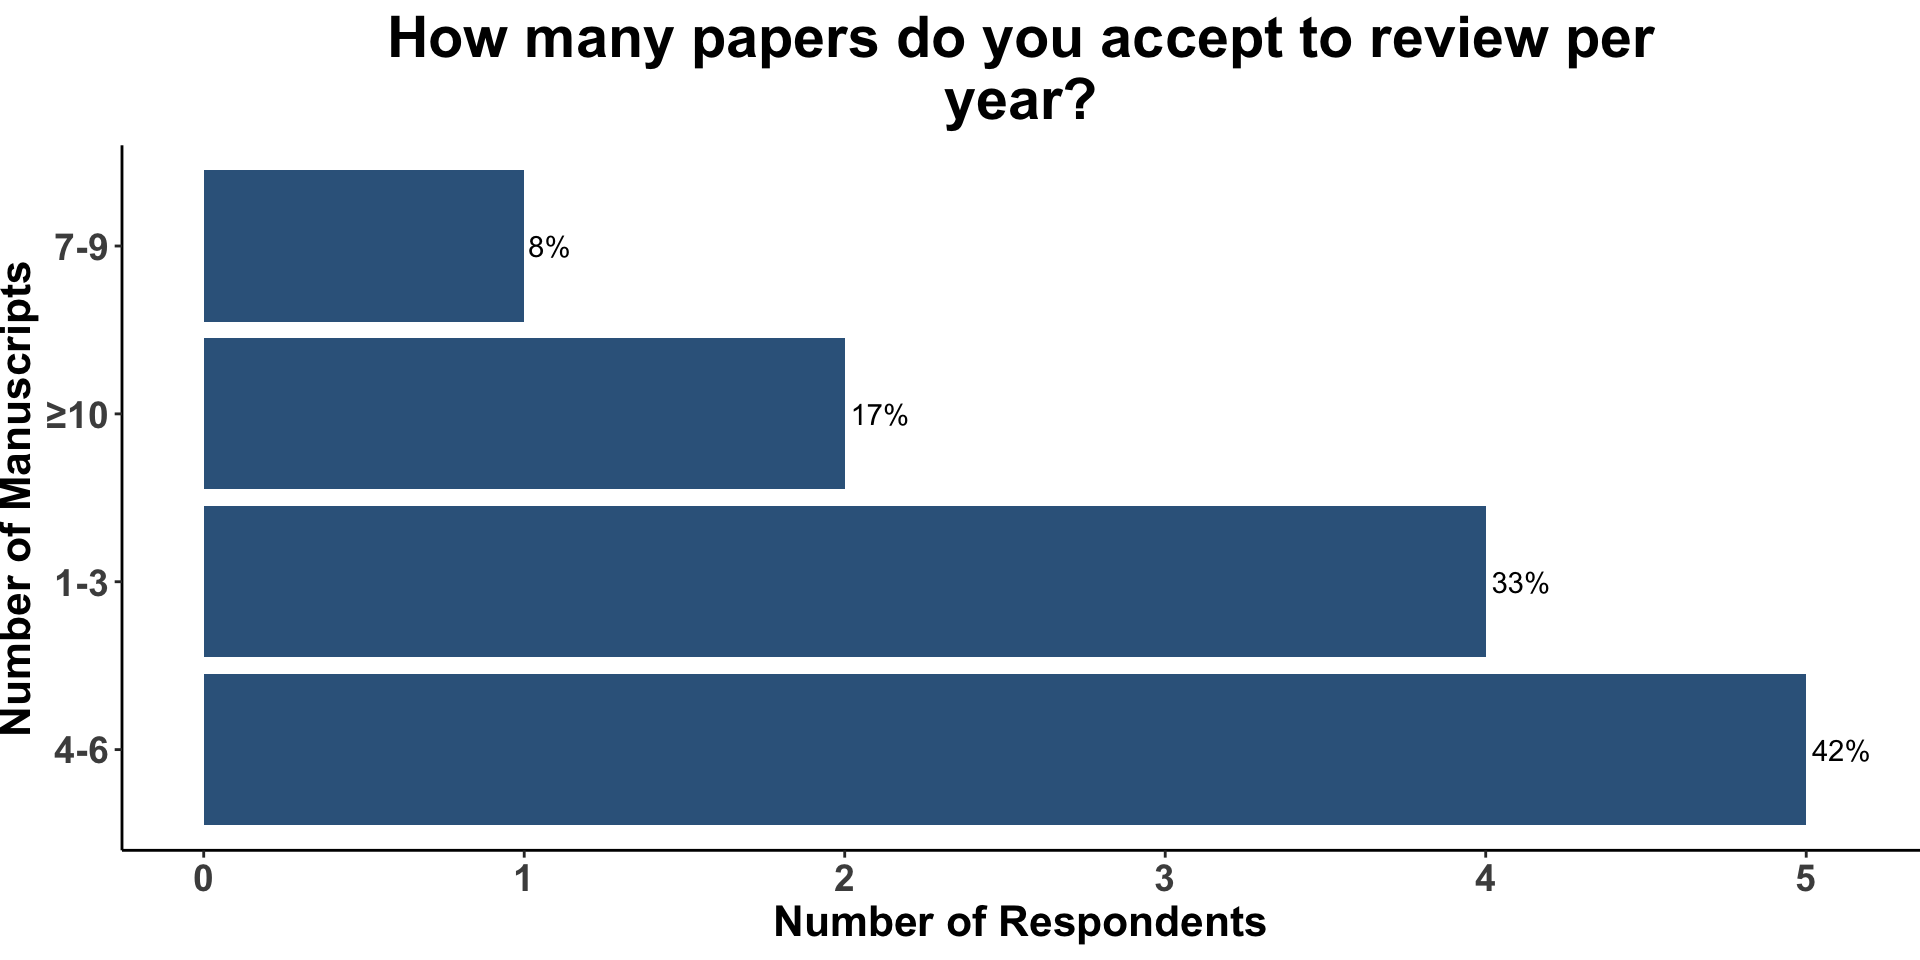 How many papers do you accept to review per
year?
Number of Manuscripts
7-9
8%
≥10
17%
1-3
33%
4-6
42%
0 1 2 3 4 5
Number of Respondents